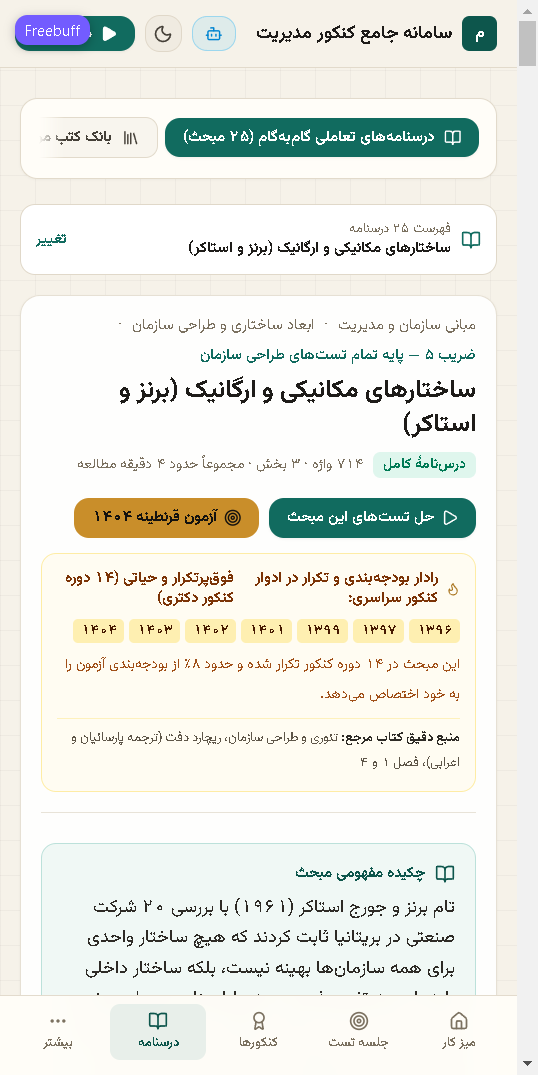 م
سامانه جامع کنکور مدیریت
Freebuff
درسنامه‌های تعاملی گام‌به‌گام (۲۵ مبحث)
بانک کتب
فهرست ۲۵ درسنامه
ساختارهای مکانیکی و ارگانیک (برنز و استاکر)
تغییر
مبانی سازمان و مدیریت · ابعاد ساختاری و طراحی سازمان ·
ضریب ۵ — پایه تمام تست‌های طراحی سازمان
ساختارهای مکانیکی و ارگانیک (برنز و
استاکر)
درس‌نامهٔ کامل
۷۱۴ واژه · ۳ بخش · مجموعاً حدود ۴ دقیقه مطالعه
حل تست‌های این مبحث
آزمون قرنطینه ۱۴۰۴
رادار بودجه‌بندی و تکرار در ادوار
کنکور سراسری:
فوق‌پرتکرار و حیاتی (۱۴ دوره
کنکور دکتری)
۱۳۹۶ ۱۳۹۷ ۱۳۹۹ ۱۴۰۱ ۱۴۰۲ ۱۴۰۳ ۱۴۰۴
این مبحث در ۱۴ دوره کنکور تکرار شده و حدود ۸٪ از بودجه‌بندی آزمون را
به خود اختصاص می‌دهد.
منبع دقیق کتاب مرجع: تئوری و طراحی سازمان، ریچارد دفت (ترجمه پارسائیان و
اعرابی)، فصل ۱ و ۴
چکیده مفهومی مبحث
تام برنز و جورج استاکر (۱۹۶۱) با بررسی ۲۰ شرکت
صنعتی در بریتانیا ثابت کردند که هیچ ساختار واحدی
برای همه سازمان‌ها بهینه نیست، بلکه ساختار داخلی
میز کار
جلسه تست
کنکورها
درسنامه
بیشتر